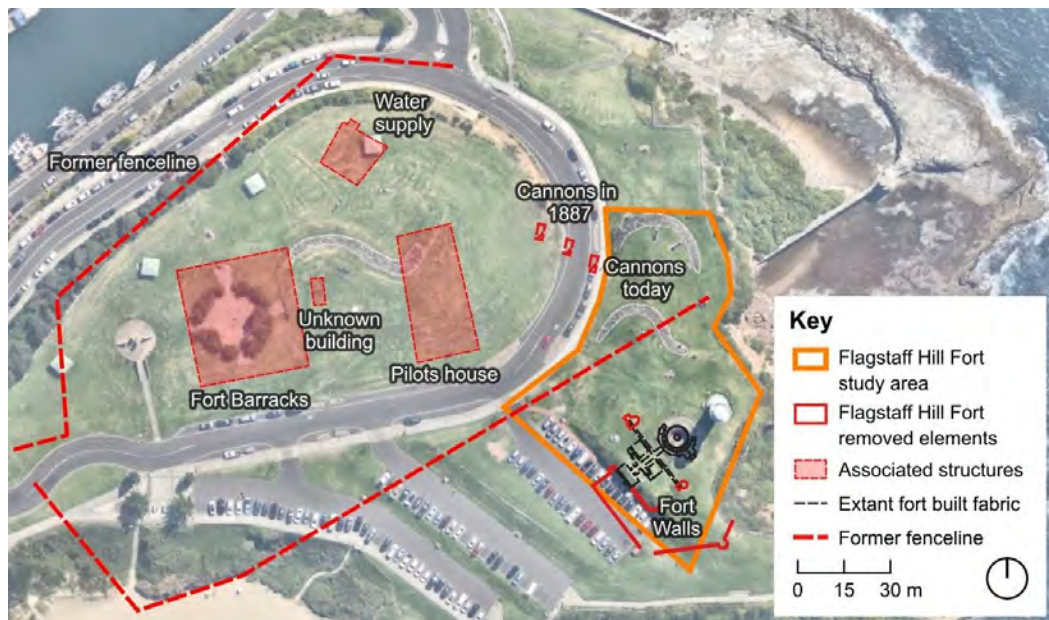 Water
supply
Former fenceline
Cannons in
1887
Cannons
today
Unknown
building
Pilots house
Fort Barracks
Fort
Walls
Key
Flagstaff Hill Fort
study area
Flagstaff Hill Fort
removed elements
Associated structures
Extant fort built fabric
Former fenceline
0 15 30 m